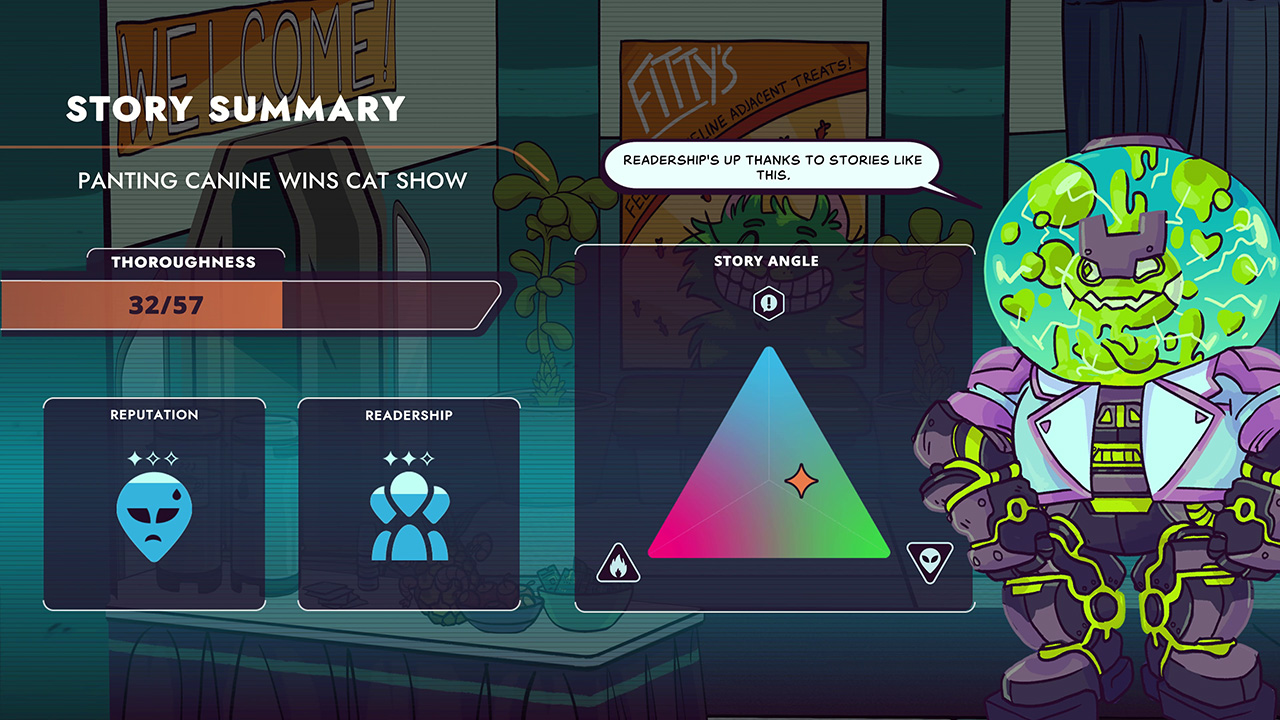 WELCOME!
STORY SUMMARY
PANTING CANINE WINS CAT SHOW
THOROUGHNESS
32/57
REPUTATION
READERSHIP
FITTY'S
FELINE ADJACENT TREATS!
READERSHIP'S UP THANKS TO STORIES LIKE
THIS.
STORY ANGLE